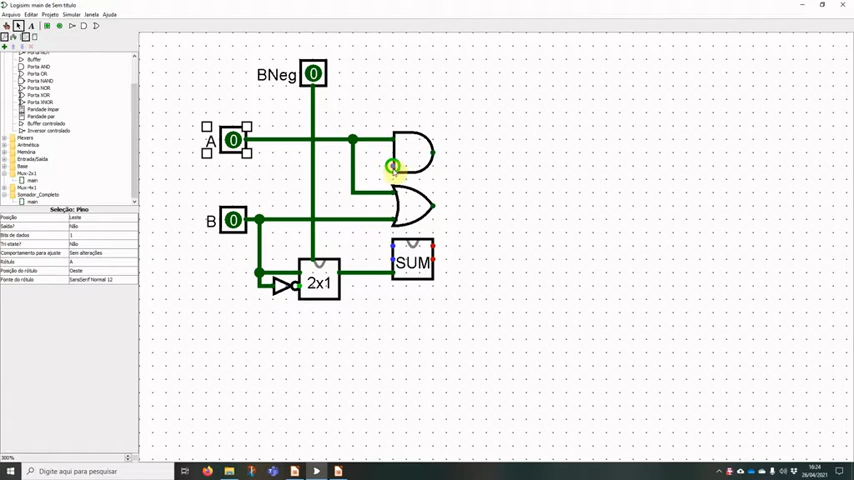 Logisim: main de Sem título
Arquivo Editar Projeto Simular Janela Ajuda
A
Porta NOT
Buffer
Porta AND
Porta OR
Porta NAND
Porta NOR
Porta XOR
Porta XNOR
Paridade ímpar
Paridade par
Buffer controlado
Inversor controlado
Plexers
Aritmética
Memória
Entrada/Saída
Base
Mux-2x1
main
Mux-4x1
Somador_Completo
main
Seleção: Pino
Posição Leste
Saída? Não
Bits de dados 1
Tri-state? Não
Comportamento para ajuste Sem alterações
Rótulo A
Posição do rótulo Oeste
Fonte do rótulo SansSerif Normal 12
300%
BNeg 0
A 0
B 0
SUM
2x1
Digite aqui para pesquisar
16:24
26/04/2021